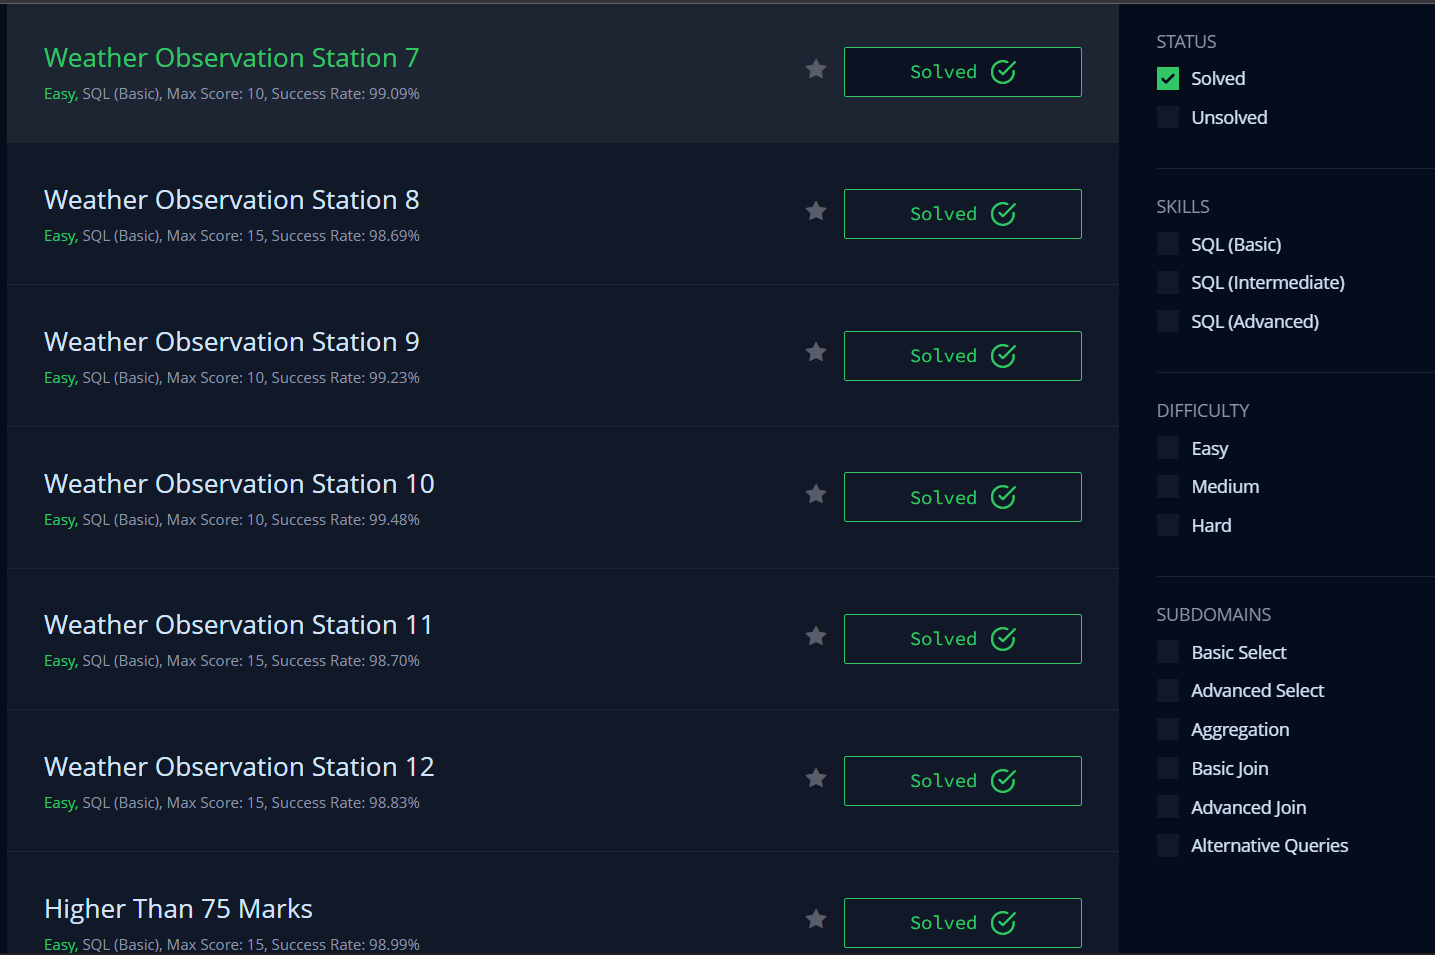 Weather Observation Station 7
Easy, SQL (Basic), Max Score: 10, Success Rate: 99.09%
Solved
Weather Observation Station 8
Easy, SQL (Basic), Max Score: 15, Success Rate: 98.69%
Solved
Weather Observation Station 9
Easy, SQL (Basic), Max Score: 10, Success Rate: 99.23%
Solved
Weather Observation Station 10
Easy, SQL (Basic), Max Score: 10, Success Rate: 99.48%
Solved
Weather Observation Station 11
Easy, SQL (Basic), Max Score: 15, Success Rate: 98.70%
Solved
Weather Observation Station 12
Easy, SQL (Basic), Max Score: 15, Success Rate: 98.83%
Solved
Higher Than 75 Marks
Easy, SQL (Basic), Max Score: 15, Success Rate: 98.99%
Solved
STATUS
Solved
Unsolved
SKILLS
SQL (Basic)
SQL (Intermediate)
SQL (Advanced)
DIFFICULTY
Easy
Medium
Hard
SUBDOMAINS
Basic Select
Advanced Select
Aggregation
Basic Join
Advanced Join
Alternative Queries